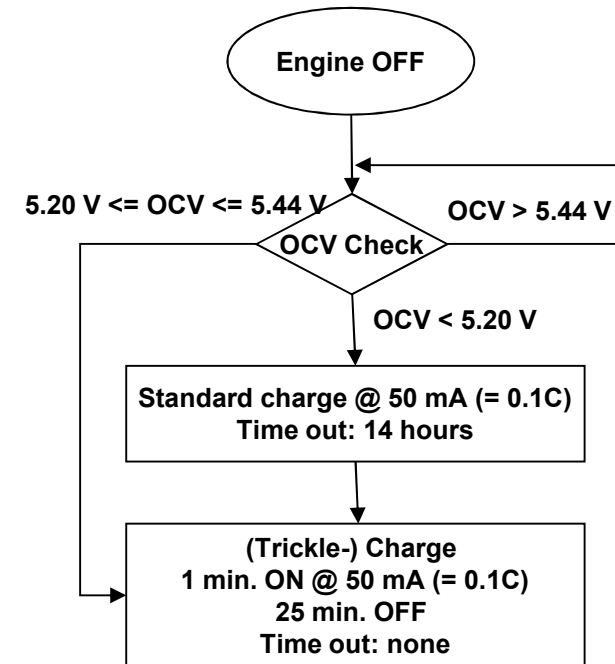 Engine OFF
5.20 V <= OCV <= 5.44 V
OCV > 5.44 V
OCV Check
OCV < 5.20 V
Standard charge @ 50 mA (= 0.1C)
Time out: 14 hours
(Trickle-) Charge
1 min. ON @ 50 mA (= 0.1C)
25 min. OFF
Time out: none